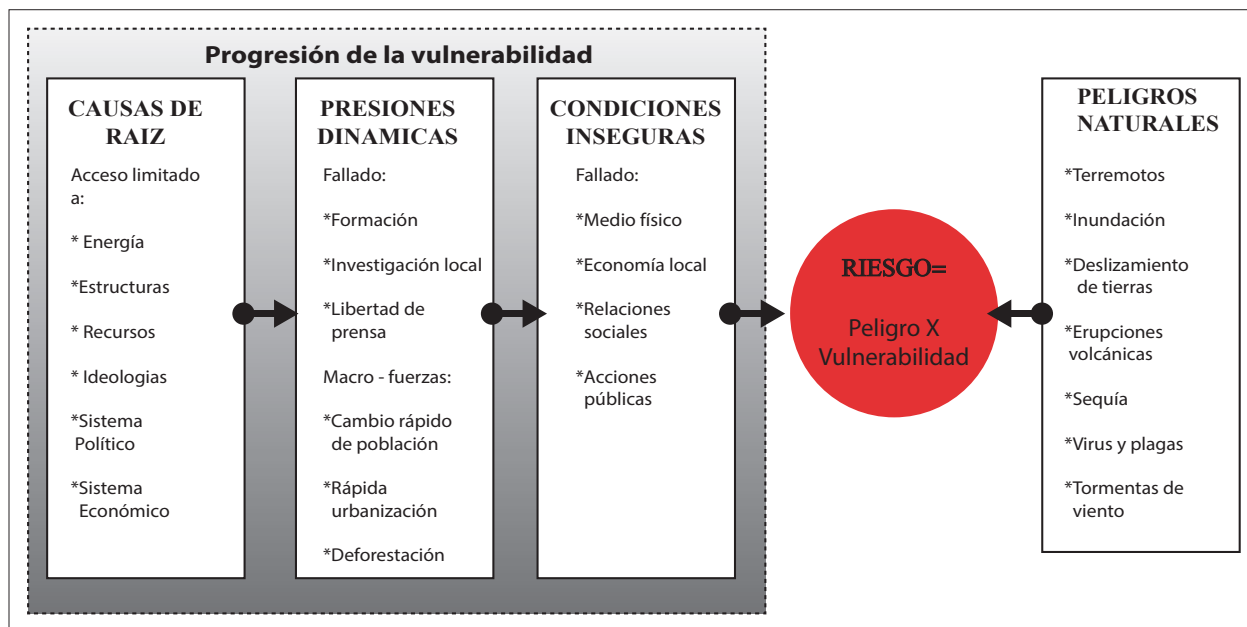 Progresión de la vulnerabilidad
CAUSAS DE
RAIZ
Acceso limitado
a:
* Energía
*Estructuras
* Recursos
* Ideologias
*Sistema
Político
*Sistema
Económico
PRESIONES
DINAMICAS
Fallado:
*Formación
*Investigación local
*Libertad de
prensa
Macro - fuerzas:
*Cambio rápido
de población
*Rápida
urbanización
*Deforestación
CONDICIONES
INSEGURAS
Fallado:
*Medio físico
*Economía local
*Relaciones
sociales
*Acciones
públicas
RIESGO=
Peligro X
Vulnerabilidad
PELIGROS
NATURALES
*Terremotos
*Inundación
*Deslizamiento
de tierras
*Erupciones
volcánicas
*Sequía
*Virus y plagas
*Tormentas de
viento